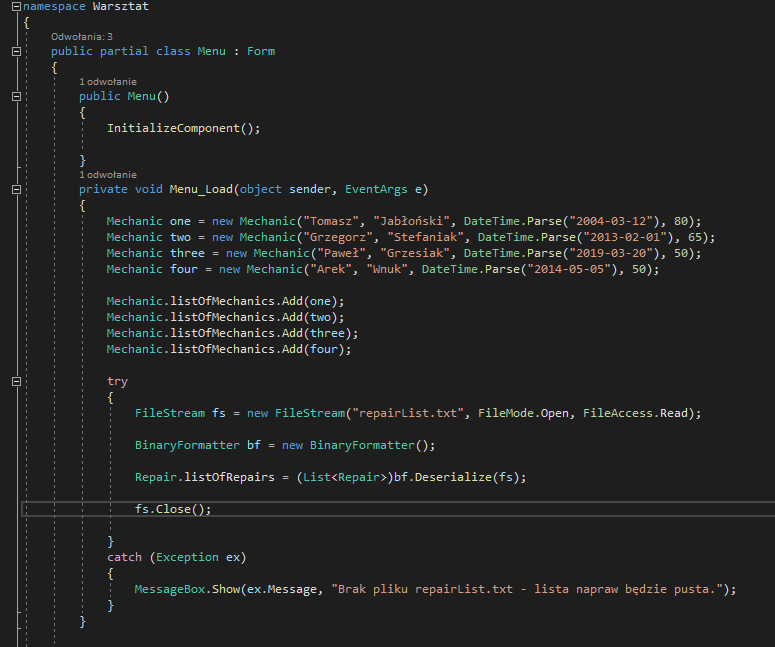 namespace Warsztat
{
Odwołania: 3
public partial class Menu : Form
{
1 odwołanie
public Menu()
{
InitializeComponent();
}
1 odwołanie
private void Menu_Load(object sender, EventArgs e)
{
Mechanic one = new Mechanic("Tomasz", "Jabłoński", DateTime.Parse("2004-03-12"), 80);
Mechanic two = new Mechanic("Grzegorz", "Stefaniak", DateTime.Parse("2013-02-01"), 65);
Mechanic three = new Mechanic("Paweł", "Grzesiak", DateTime.Parse("2019-03-20"), 50);
Mechanic four = new Mechanic("Arek", "Wnuk", DateTime.Parse("2014-05-05"), 50);
Mechanic.listOfMechanics.Add(one);
Mechanic.listOfMechanics.Add(two);
Mechanic.listOfMechanics.Add(three);
Mechanic.listOfMechanics.Add(four);
try
{
FileStream fs = new FileStream("repairList.txt", FileMode.Open, FileAccess.Read);
BinaryFormatter bf = new BinaryFormatter();
Repair.listOfRepairs = (List<Repair>)bf.Deserialize(fs);
fs.Close();
}
catch (Exception ex)
{
MessageBox.Show(ex.Message, "Brak pliku repairList.txt - lista napraw będzie pusta.");
}
}